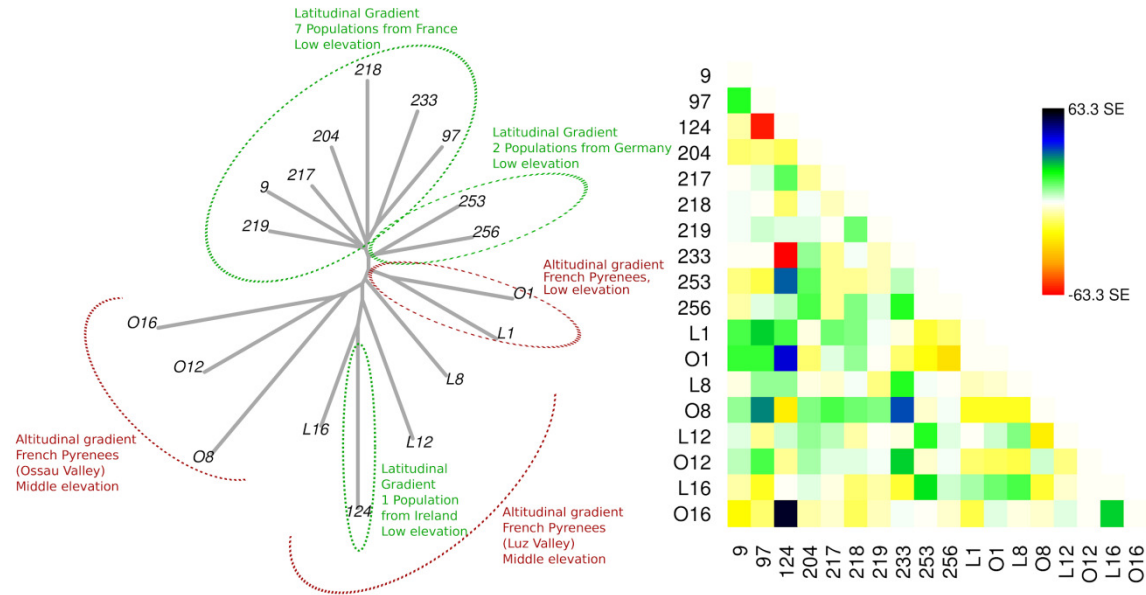 Latitudinal Gradient
7 Populations from France
Low elevation
218
233
204
97
Latitudinal Gradient
2 Populations from Germany
Low elevation
217
9
253
219
256
Altitudinal gradient
French Pyrenees,
Low elevation
O1
O16
L1
O12
L8
L16
L12
O8
Altitudinal gradient
French Pyrenees
(Ossau Valley)
Middle elevation
Latitudinal
Gradient
1 Population
from Ireland
Low elevation
124
Altitudinal gradient
French Pyrenees
(Luz Valley)
Middle elevation
9
97
124
204
217
218
219
233
253
256
L1
O1
L8
O8
L12
O12
L16
O16
63.3 SE
-63.3 SE
9
97
124
204
217
218
219
233
253
256
L1
O1
L8
O8
L12
O12
L16
O16